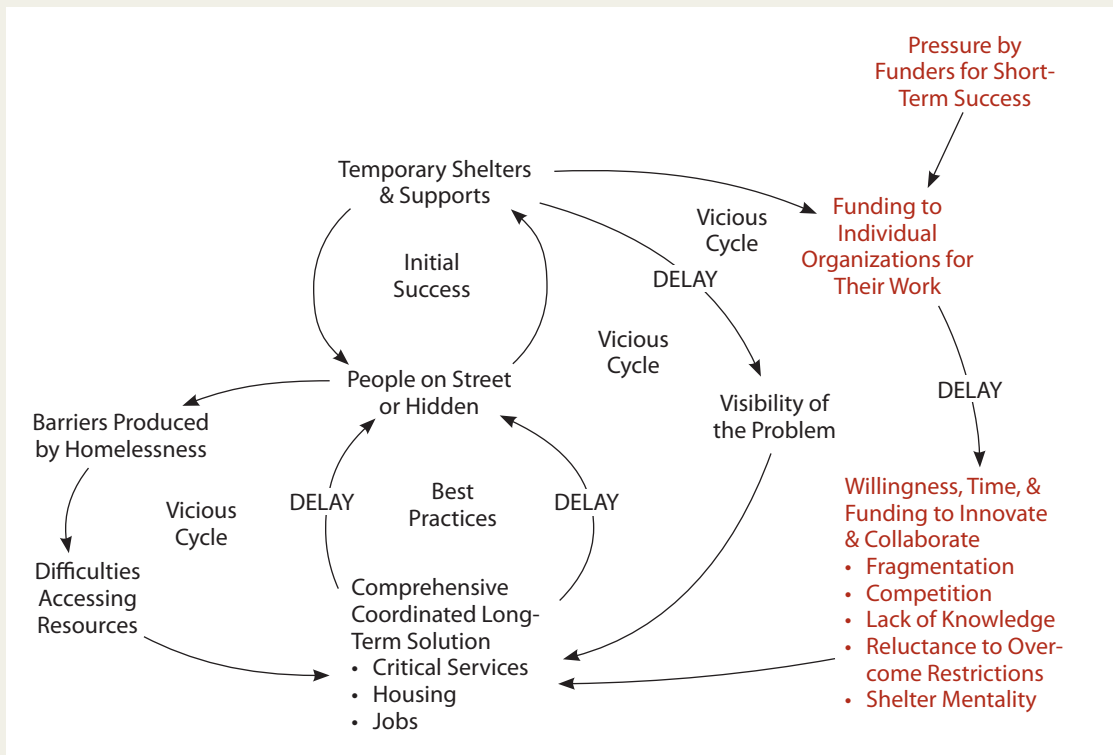 Pressure by
Funders for Short-
Term Success
Temporary Shelters
& Supports
Vicious
Cycle
Funding to
Individual
Organizations for
Their Work
Initial
Success
DELAY
Vicious
Cycle
People on Street
or Hidden
DELAY
Visibility of
the Problem
Barriers Produced
by Homelessness
Vicious
Cycle
DELAY
Best
Practices
DELAY
Willingness, Time, &
Funding to Innovate
& Collaborate
• Fragmentation
• Competition
• Lack of Knowledge
• Reluctance to Over-
come Restrictions
• Shelter Mentality
Difficulties
Accessing
Resources
Comprehensive
Coordinated Long-
Term Solution
• Critical Services
• Housing
• Jobs